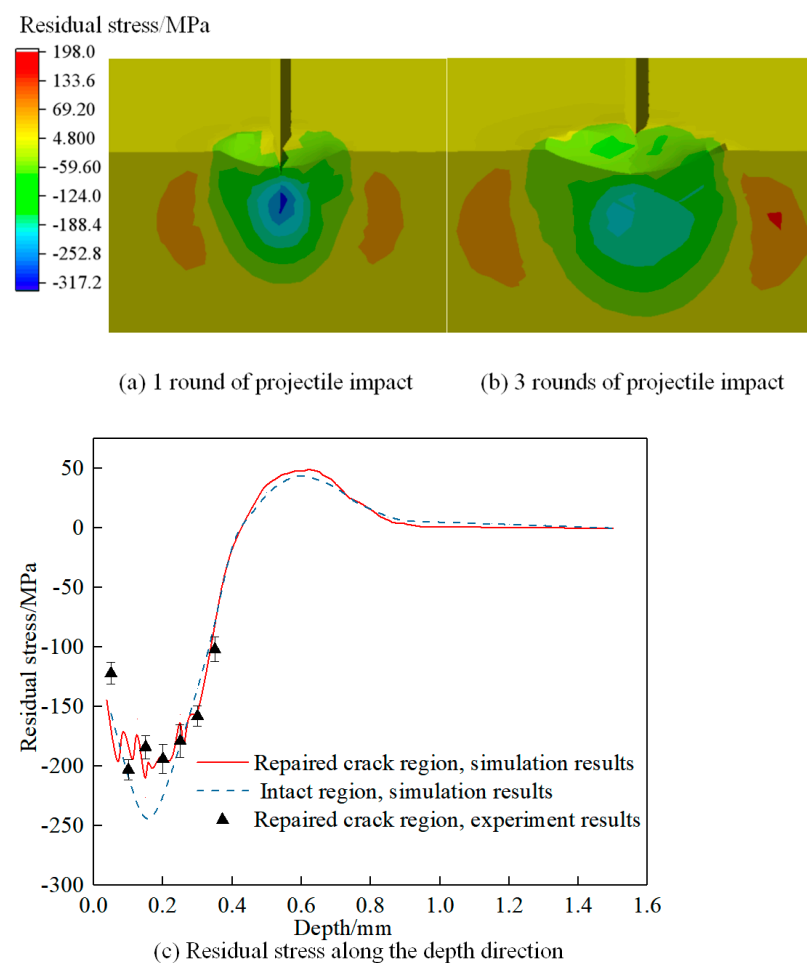 Residual stress/MPa
198.0
133.6
69.20
4.800
-59.60
-124.0
-188.4
-252.8
-317.2
(a) 1 round of projectile impact
(b) 3 rounds of projectile impact
50
0
-50
-100
-150
-200
-250
-300
Residual stress/MPa
Repaired crack region, simulation results
Intact region, simulation results
Repaired crack region, experiment results
0.0 0.2 0.4 0.6 0.8 1.0 1.2 1.4 1.6
Depth/mm
(c) Residual stress along the depth direction